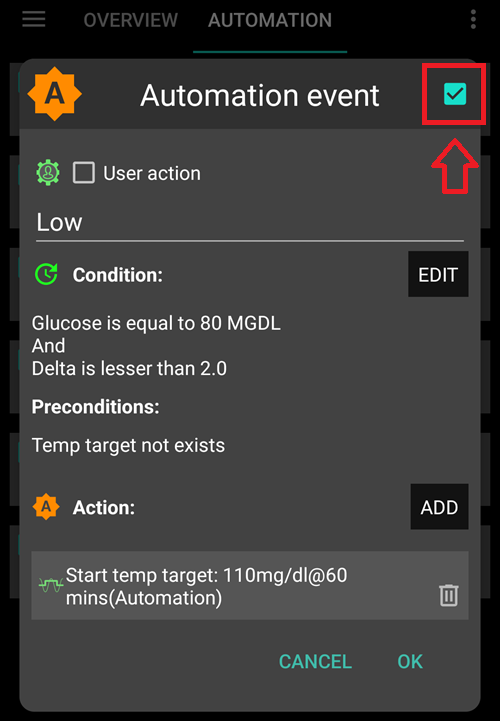 OVERVIEW AUTOMATION
A Automation event
User action
Low
Condition: EDIT
Glucose is equal to 80 MGDL
And
Delta is lesser than 2.0
Preconditions:
Temp target not exists
A Action: ADD
Start temp target: 110mg/dl@60
mins(Automation)
CANCEL OK